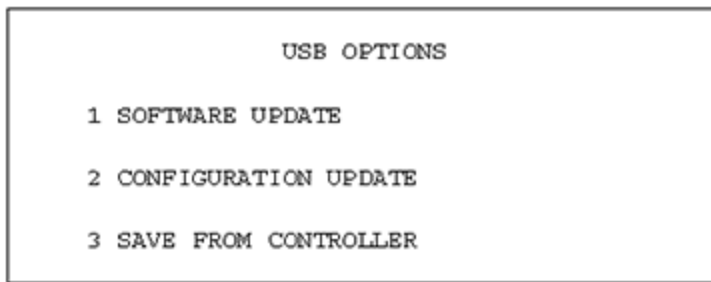 USB OPTIONS
1 SOFTWARE UPDATE
2 CONFIGURATION UPDATE
3 SAVE FROM CONTROLLER